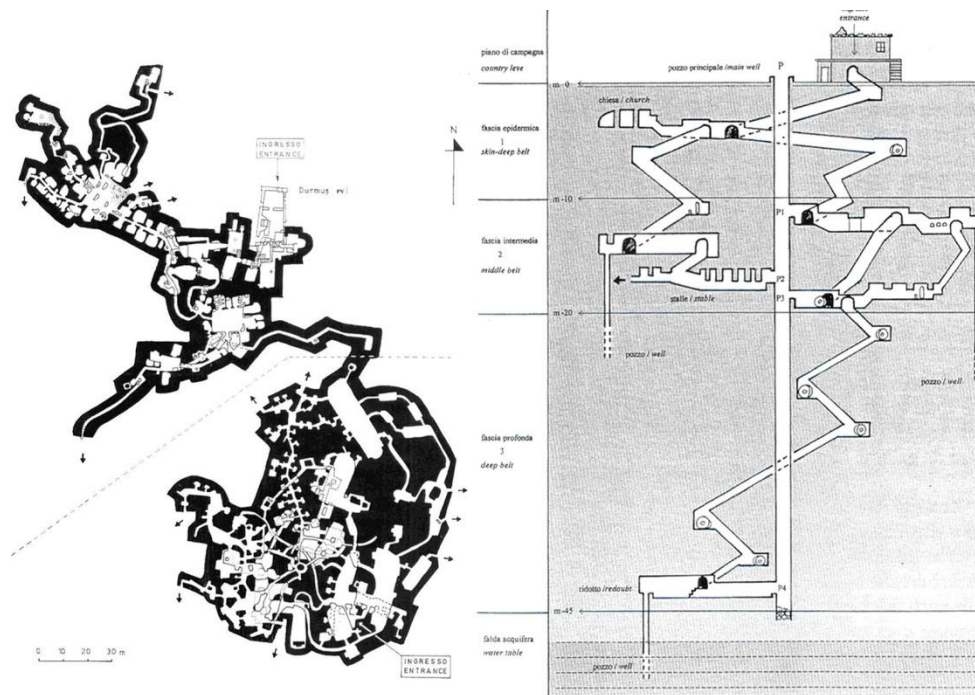 INGRESSO
ENTRANCE
N
Durmus evi
INGRESSO
ENTRANCE
0 10 20 30 m
entrance
piano di campagna
country leve
pozzo principale / main well
P
m-0
chiesa / church
fascia epidermica
1
skin-deep belt
m-10
P1
fascia intermedia
2
middle belt
P2
stalle / stable
P3
m-20
pozzo / well
pozzo / well
fascia profonda
3
deep belt
ridotto /redoubt
P4
m-45
falda acquifera
water table
pozzo / well